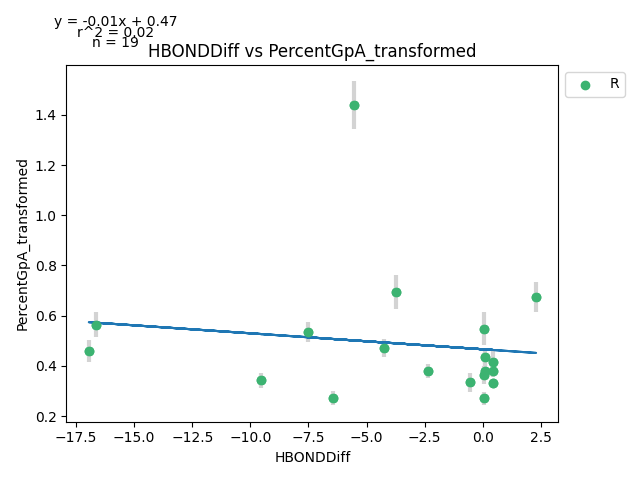 y = -0.01x + 0.47
r^2 = 0.02
n = 19
HBONDDiff vs PercentGpA_transformed
R
PercentGpA_transformed
1.4
1.2
1.0
0.8
0.6
0.4
0.2
−17.5 −15.0 −12.5 −10.0 −7.5 −5.0 −2.5 0.0 2.5
HBONDDiff